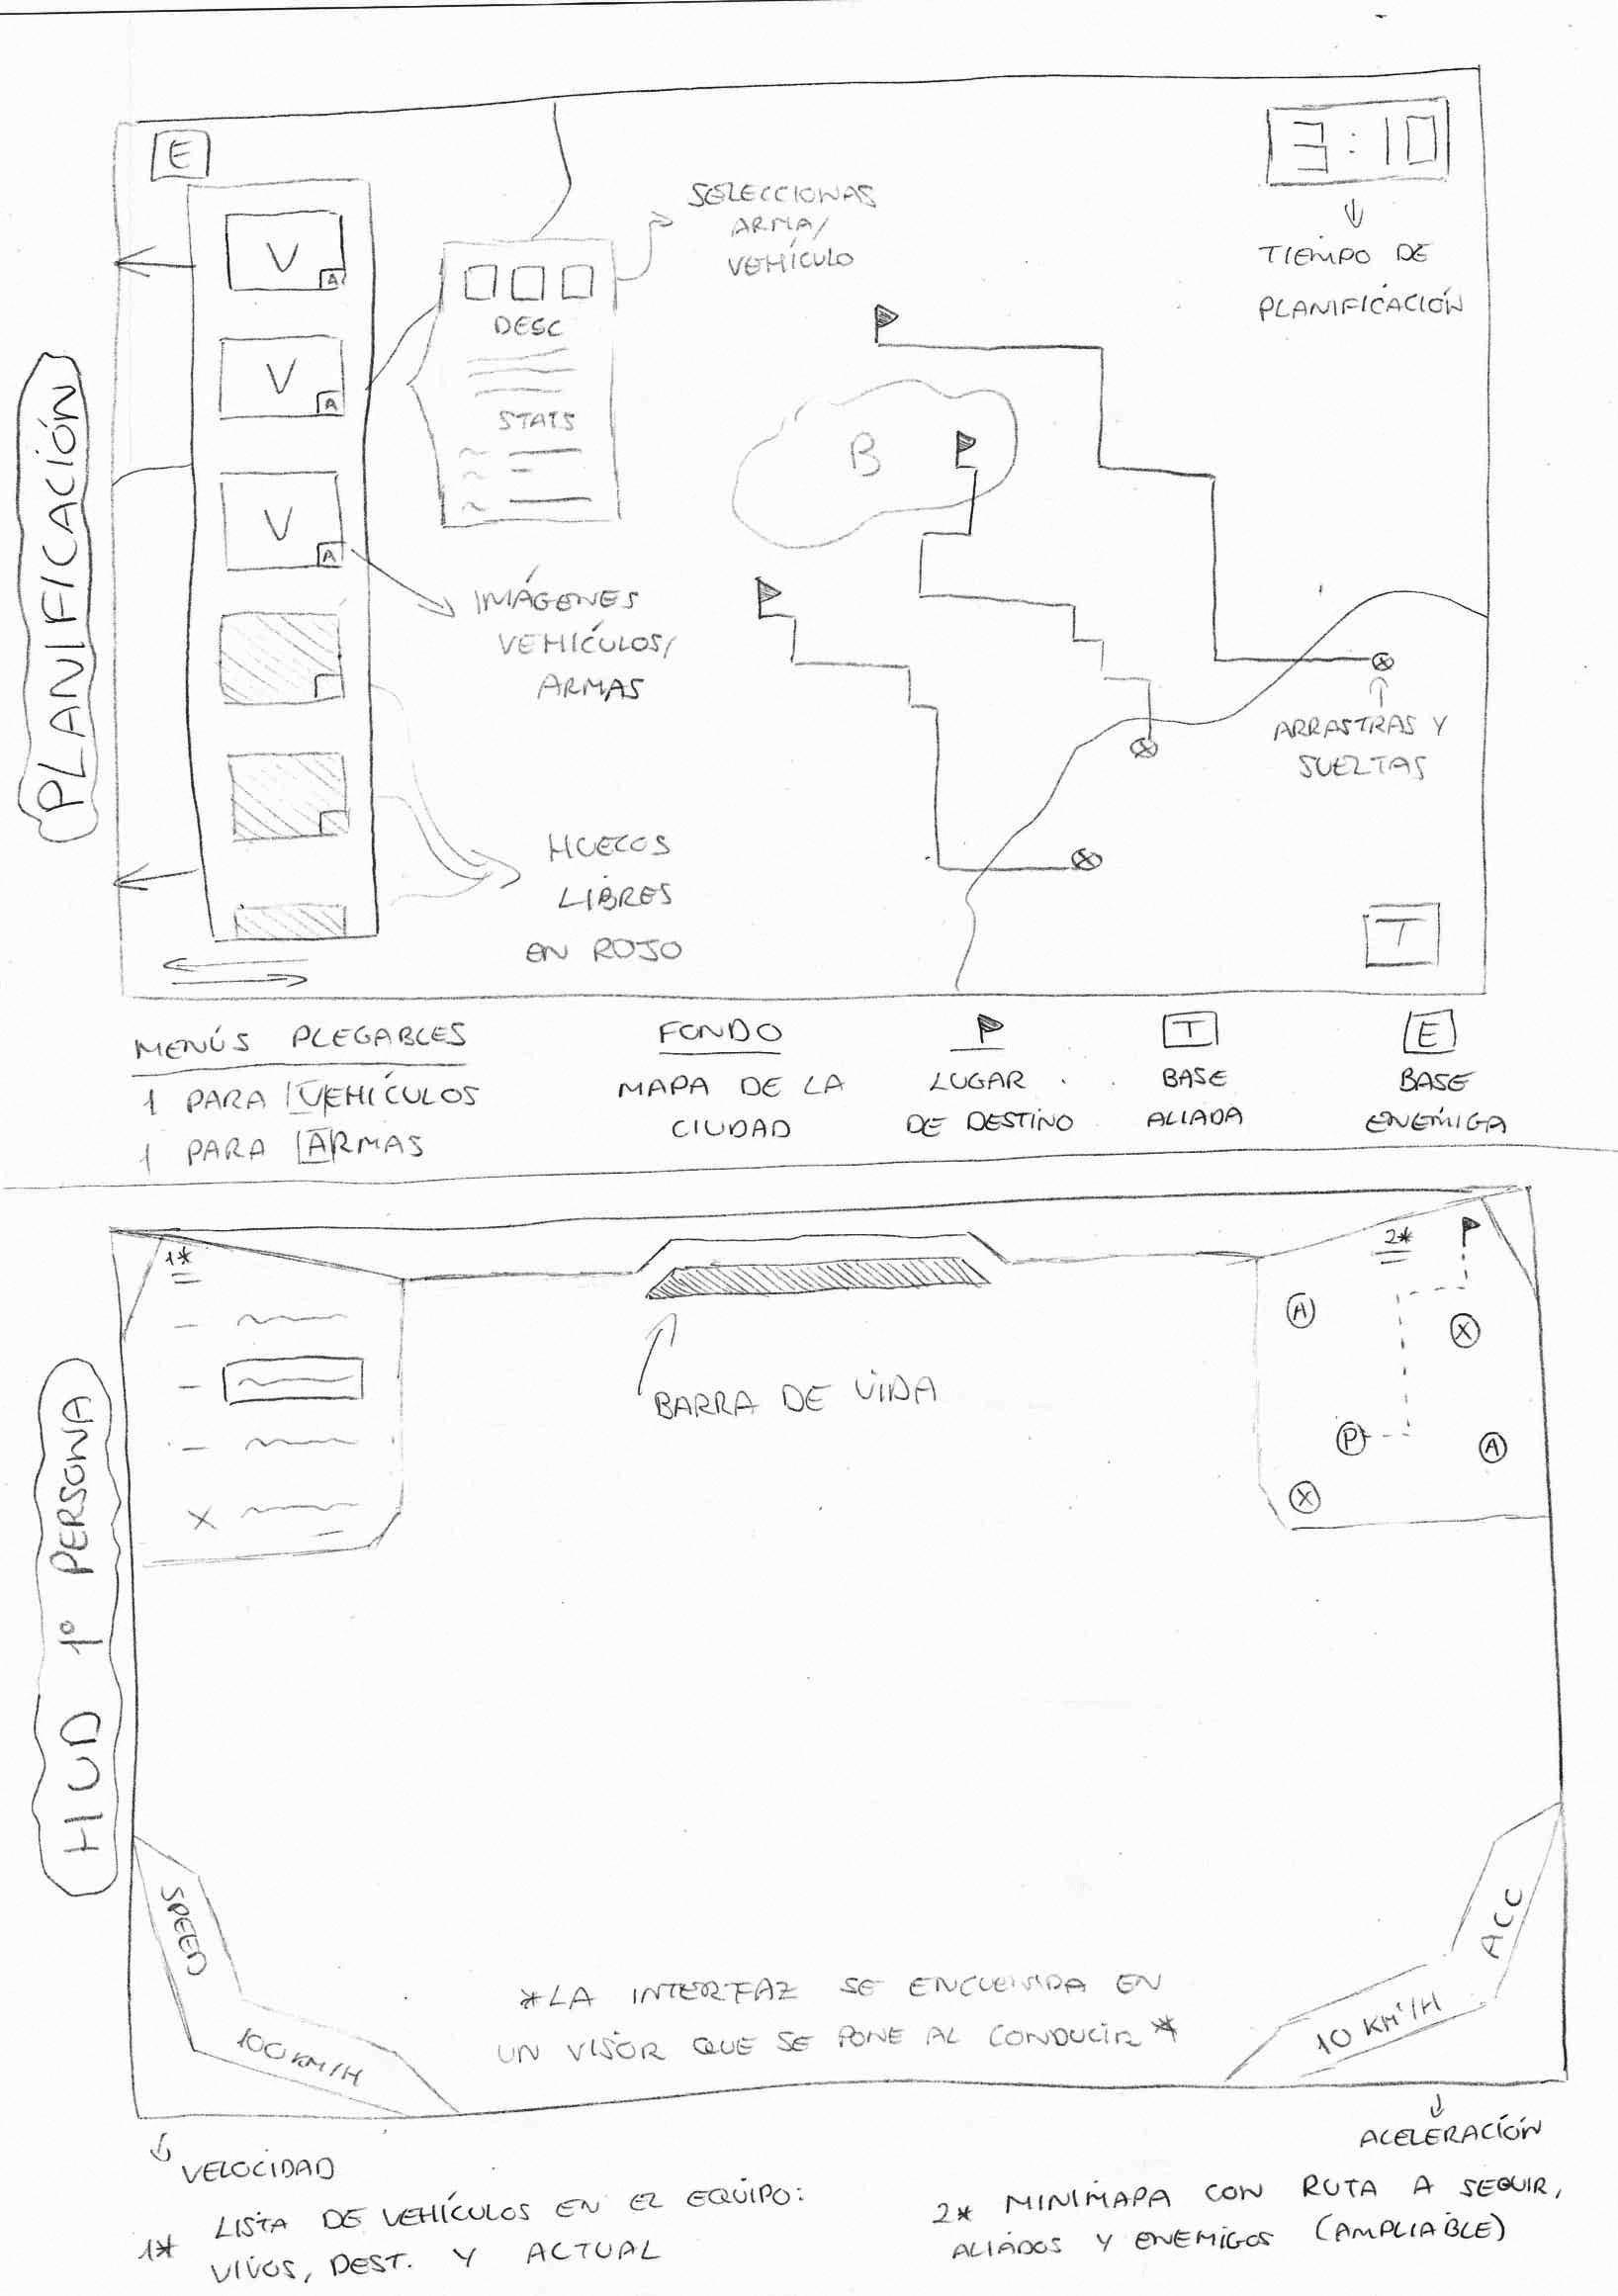 PLANIFICACIÓN
E
3:10
TIEMPO DE
PLANIFICACIÓN
V
A
V
A
V
A
SELECCIONAS
ARMA/
VEHÍCULO
DESC
STATS
B
IMÁGENES
VEHÍCULOS/
ARMAS
ARRASTRAS Y
SUELTAS
HUECOS
LIBRES
EN ROJO
T
MENÚS PLEGABLES
1 PARA VEHÍCULOS
1 PARA ARMAS
FONDO
MAPA DE LA
CIUDAD
LUGAR
DE DESTINO
T
BASE
ALIADA
E
BASE
ENEMIGA
HUD 1º PERSONA
1*
2*
A
X
P
A
X
X
BARRA DE VIDA
SPEED
100 KM/H
ACC
10 KM'/H
*LA INTERFAZ SE ENCUENTRA EN
UN VISOR QUE SE PONE AL CONDUCIR*
VELOCIDAD
ACELERACIÓN
1* LISTA DE VEHÍCULOS EN EL EQUIPO:
VIVOS, DEST. Y ACTUAL
2* MINIMAPA CON RUTA A SEGUIR,
ALIADOS Y ENEMIGOS (AMPLIABLE)